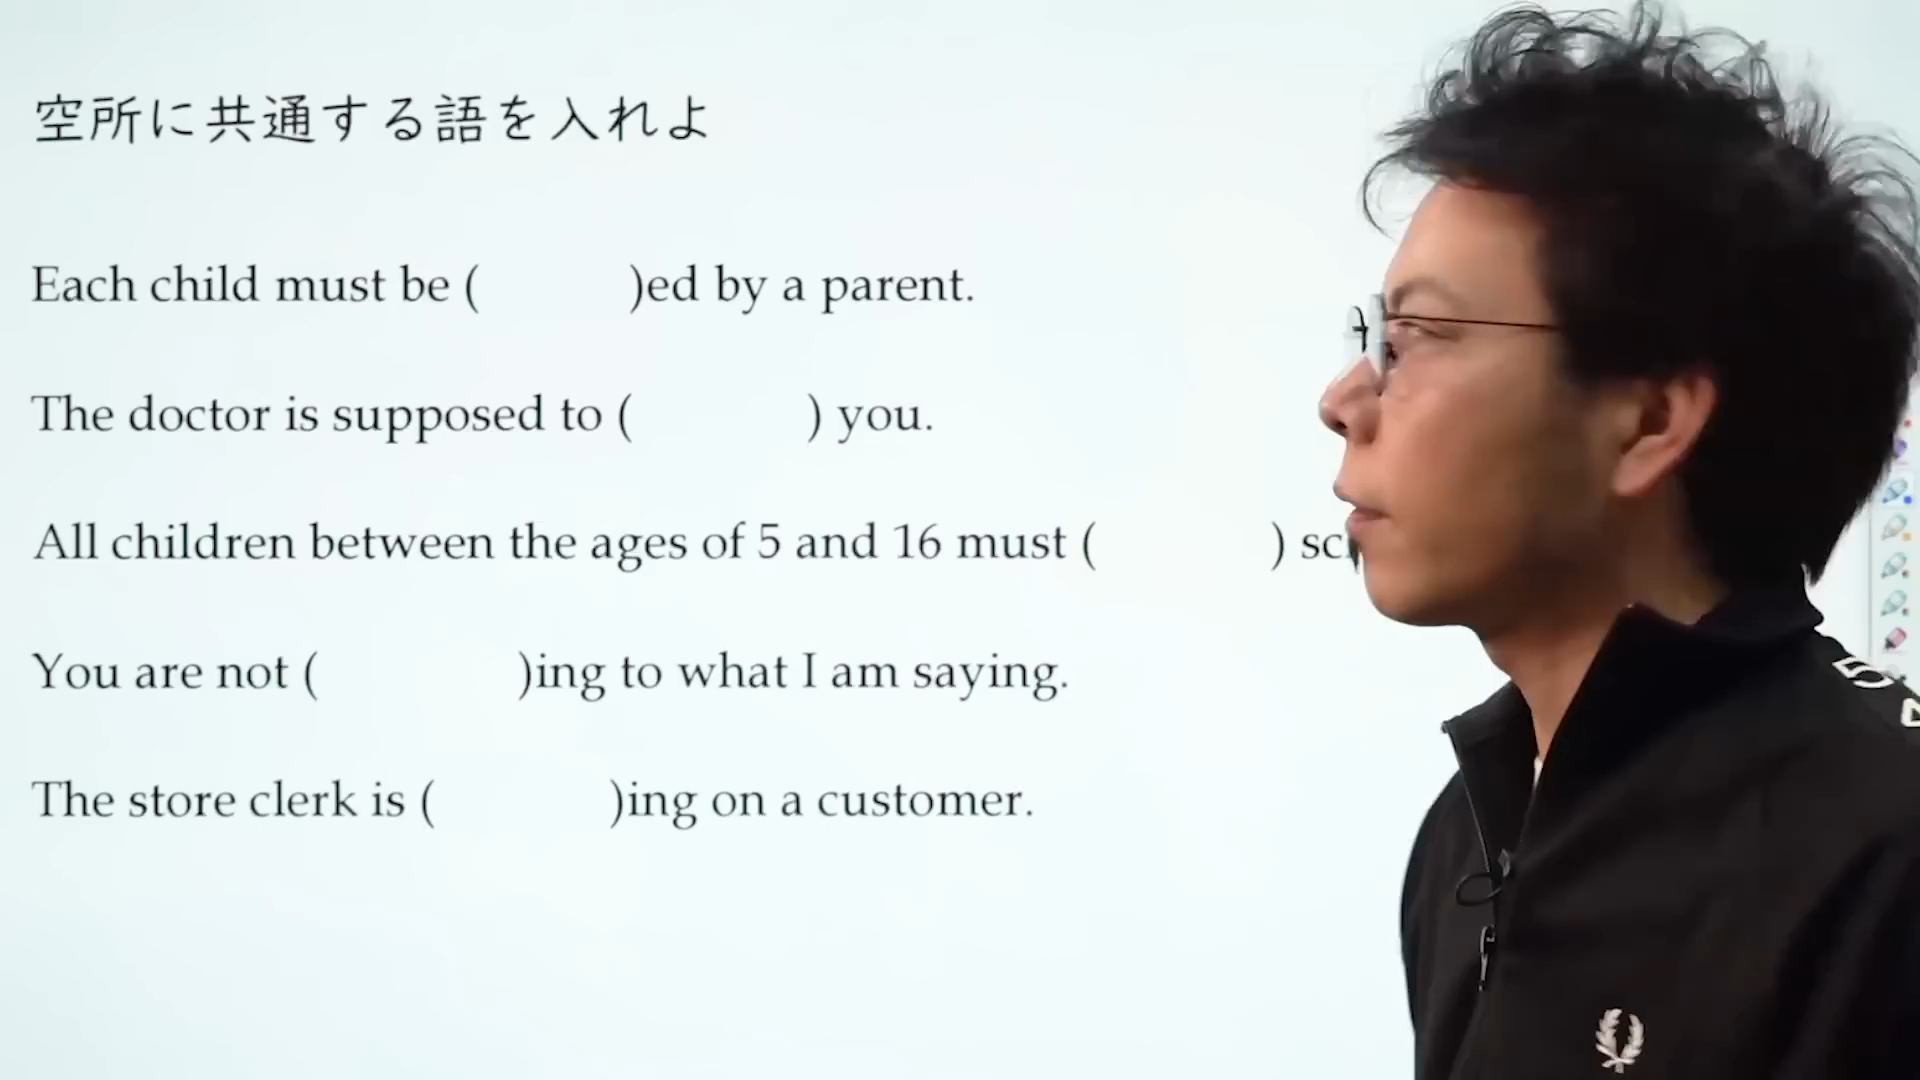 空所に共通する語を入れよ
Each child must be ( )ed by a parent.
The doctor is supposed to ( ) you.
All children between the ages of 5 and 16 must ( )
You are not ( )ing to what I am saying.
The store clerk is ( )ing on a customer.